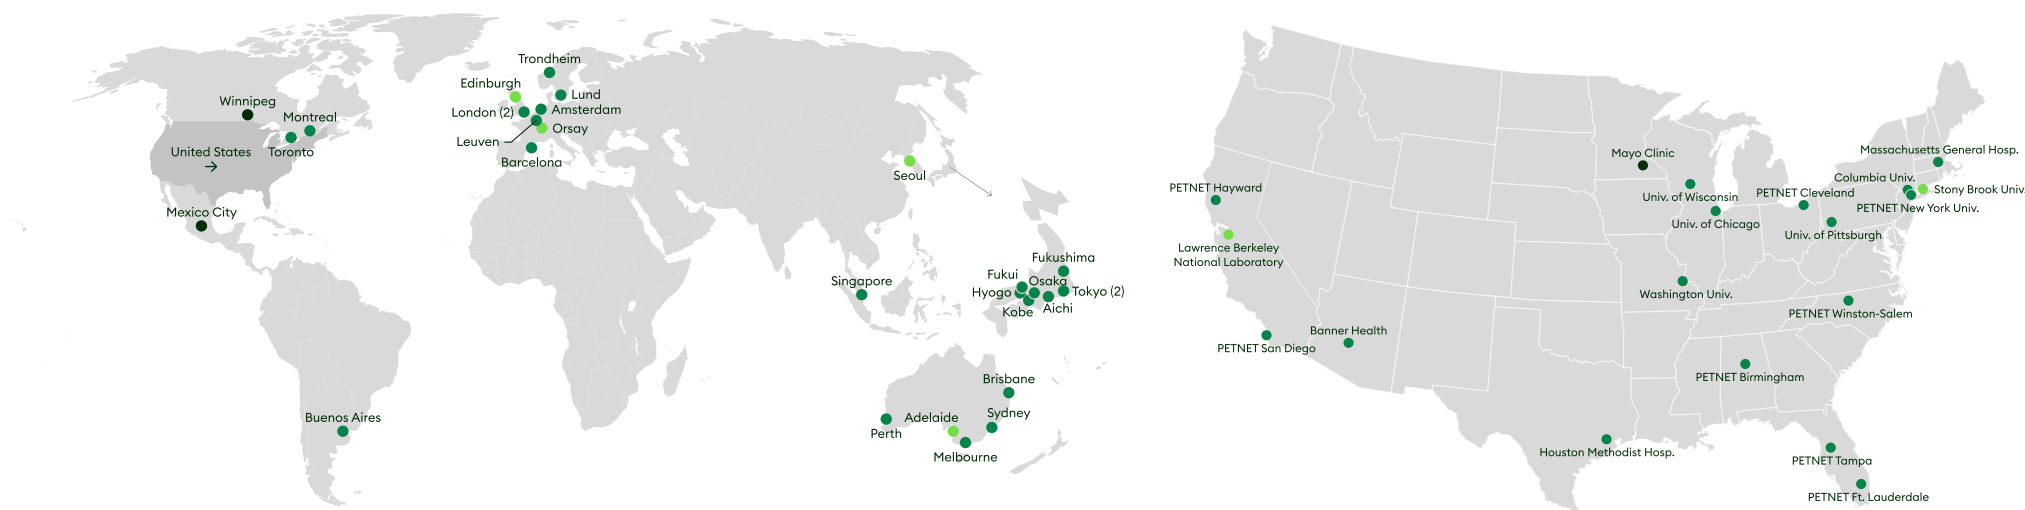 Trondheim
Edinburgh
Lund
Winnipeg
London (2)
Amsterdam
Montreal
Orsay
Leuven
United States
→
Toronto
Barcelona
Seoul
Mexico City
Fukushima
Fukui
Singapore
Osaka
Hyogo
Tokyo (2)
Kobe
Aichi
Brisbane
Buenos Aires
Adelaide
Sydney
Perth
Melbourne
Massachusetts General Hosp.
Mayo Clinic
Columbia Univ.
PETNET Hayward
Stony Brook Univ.
PETNET Cleveland
Univ. of Wisconsin
PETNET New York Univ.
Univ. of Chicago
Univ. of Pittsburgh
Lawrence Berkeley
National Laboratory
Washington Univ.
PETNET Winston-Salem
Banner Health
PETNET San Diego
PETNET Birmingham
Houston Methodist Hosp.
PETNET Tampa
PETNET Ft. Lauderdale